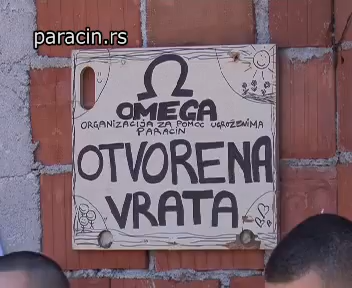 paracin.rs
Ω
OMEGA
ORGANIZACIJA ZA POMOĆ UGROŽENIMA
PARAĆIN
OTVORENA
VRATA